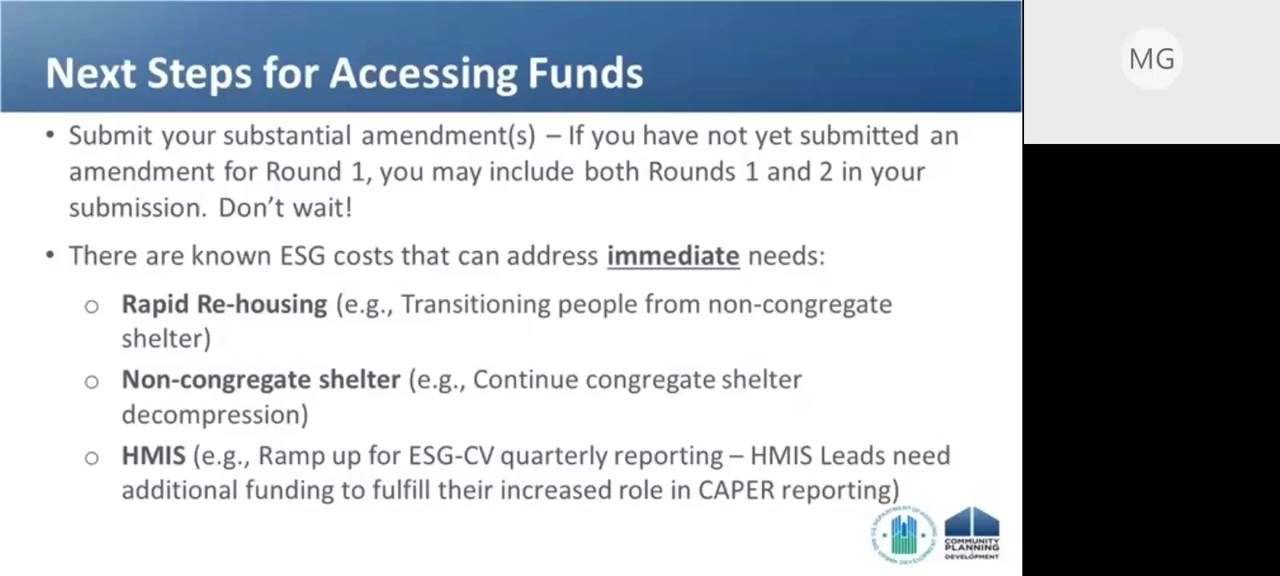 Next Steps for Accessing Funds
MG
• Submit your substantial amendment(s) – If you have not yet submitted an
amendment for Round 1, you may include both Rounds 1 and 2 in your
submission. Don't wait!
• There are known ESG costs that can address immediate needs:
o Rapid Re-housing (e.g., Transitioning people from non-congregate
shelter)
o Non-congregate shelter (e.g., Continue congregate shelter
decompression)
o HMIS (e.g., Ramp up for ESG-CV quarterly reporting – HMIS Leads need
additional funding to fulfill their increased role in CAPER reporting)
COMMUNITY
PLANNING
DEVELOPMENT